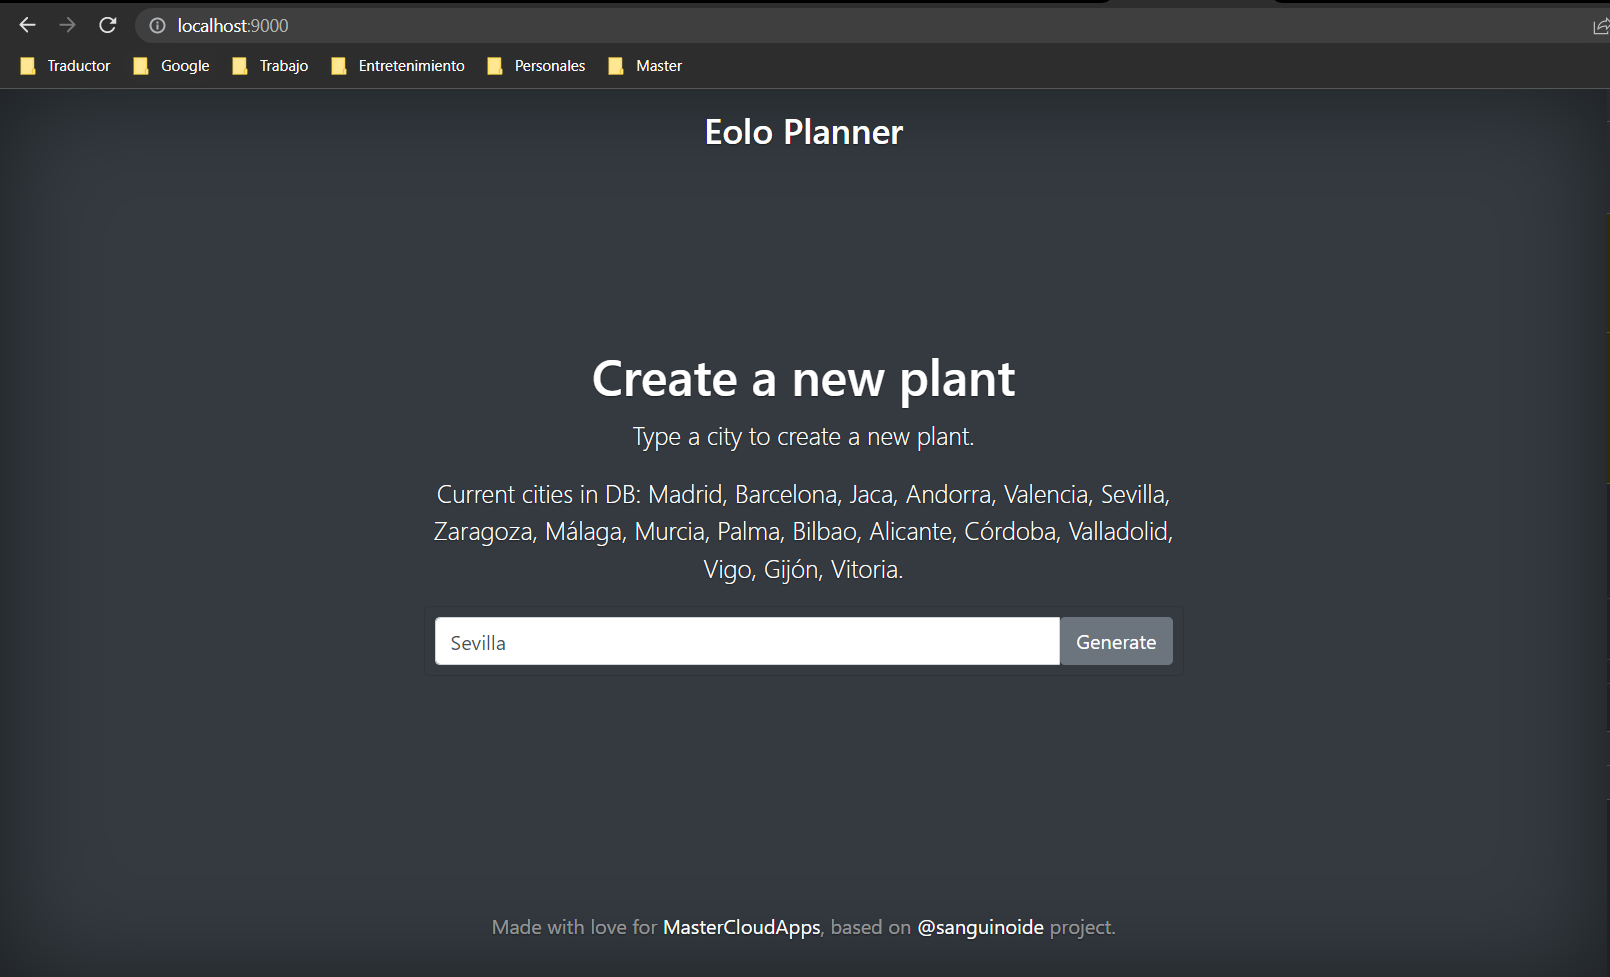 localhost:9000
Traductor Google Trabajo Entretenimiento Personales Master
Eolo Planner
Create a new plant
Type a city to create a new plant.
Current cities in DB: Madrid, Barcelona, Jaca, Andorra, Valencia, Sevilla,
Zaragoza, Málaga, Murcia, Palma, Bilbao, Alicante, Córdoba, Valladolid,
Vigo, Gijón, Vitoria.
Sevilla Generate
Made with love for MasterCloudApps, based on @sanguinoide project.